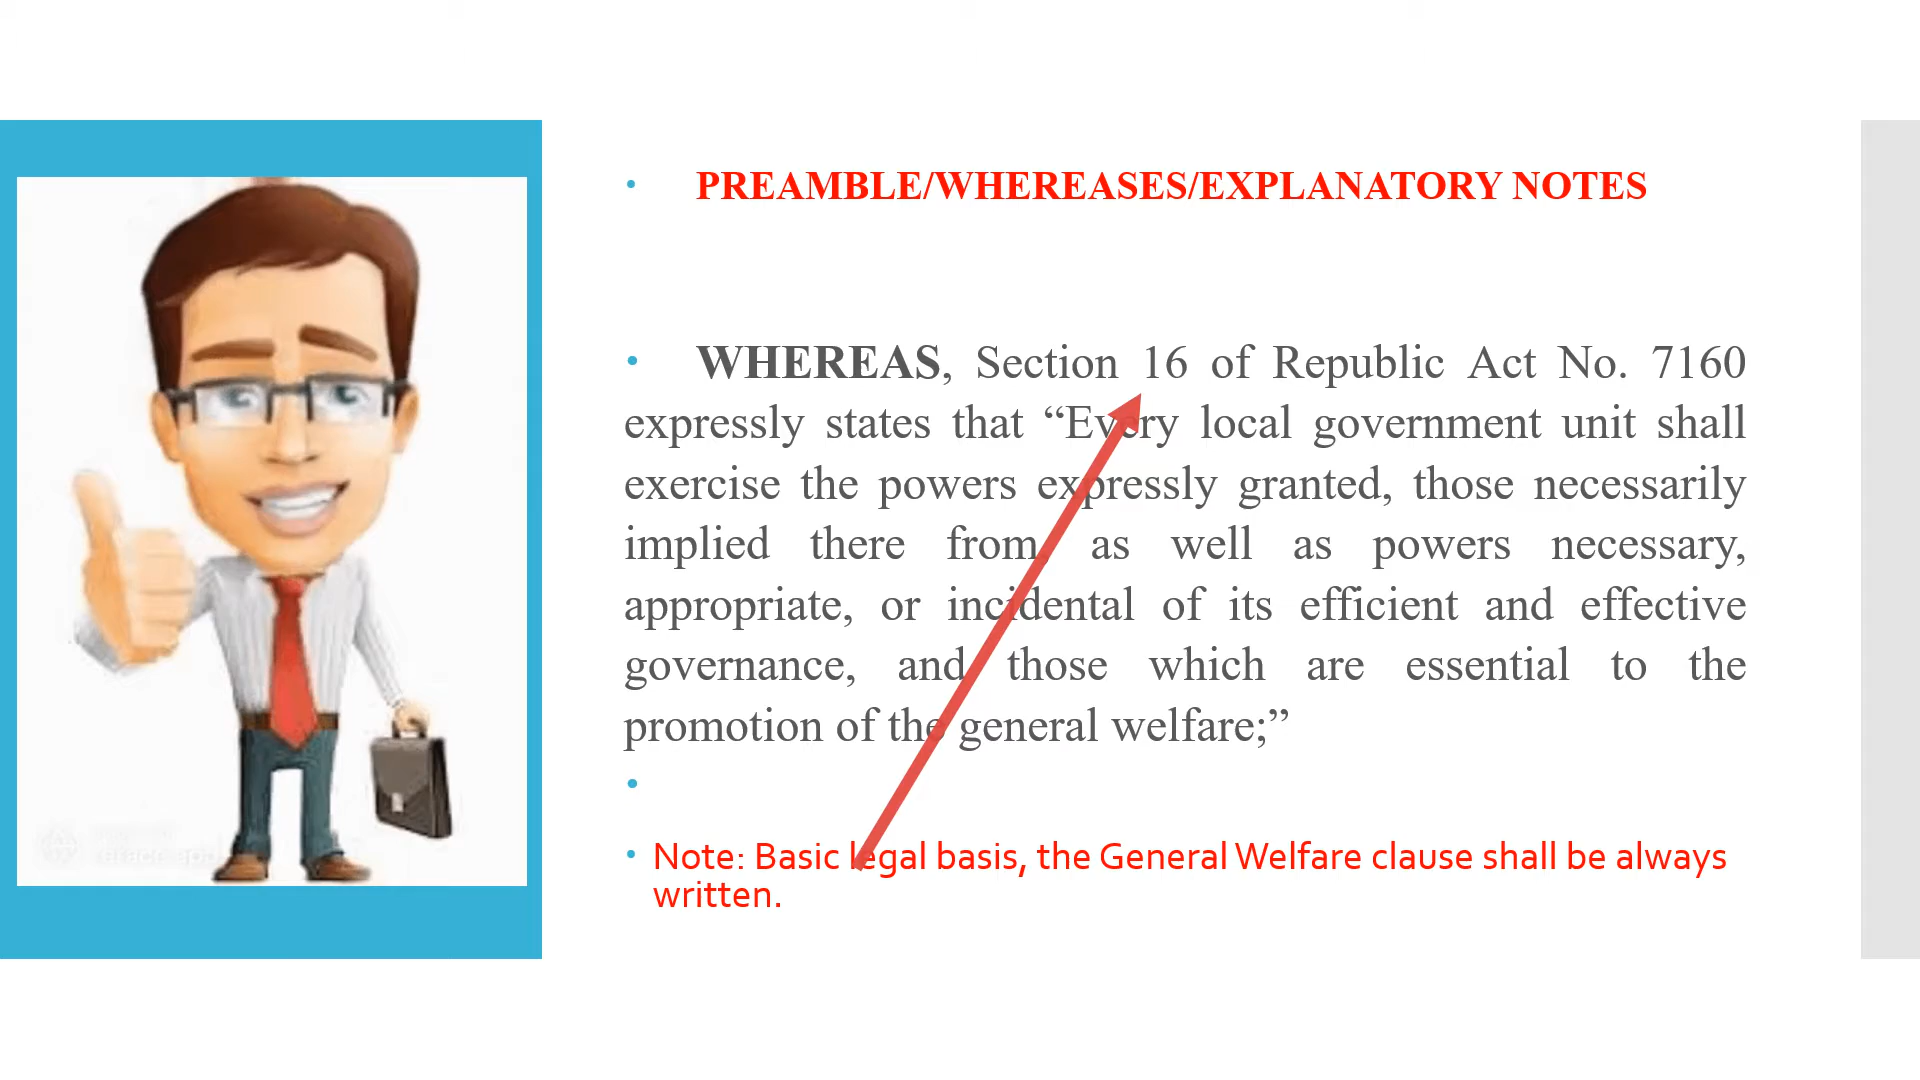 PREAMBLE/WHEREASES/EXPLANATORY NOTES
WHEREAS, Section 16 of Republic Act No. 7160
expressly states that “Every local government unit shall
exercise the powers expressly granted, those necessarily
implied there from, as well as powers necessary,
appropriate, or incidental of its efficient and effective
governance, and those which are essential to the
promotion of the general welfare;”
Note: Basic legal basis, the General Welfare clause shall be always
written.